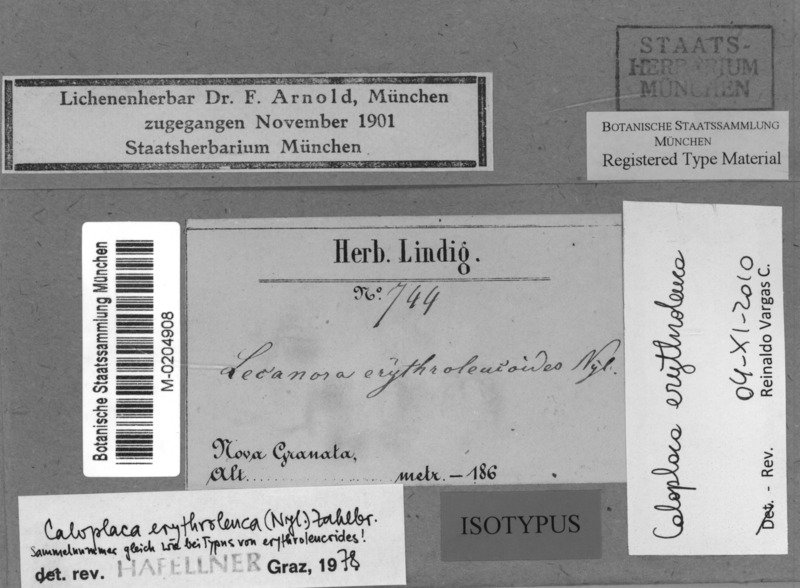 Lichenenherbar Dr. F. Arnold, München
zugegangen November 1901
Staatsherbarium München
STAATS-
HERBARIUM
MÜNCHEN
BOTANISCHE STAATSSAMMLUNG
MÜNCHEN
Registered Type Material
Botanische Staatssammlung München
M-0204908
Herb. Lindig.
No. 744
Lecanora erythroleucoides Nyl.
Nova Granata,
Alt. metr. – 186
Caloplaca erythroleuca
04-XI-2010
Det. - Rev. Reinaldo Vargas C.
Caloplaca erythroleuca (Nyl.) Zahlbr.
Sammelnummer gleich wie bei Typus von erythroleucoides!
det. rev. HAFELLNER Graz, 1978
ISOTYPUS